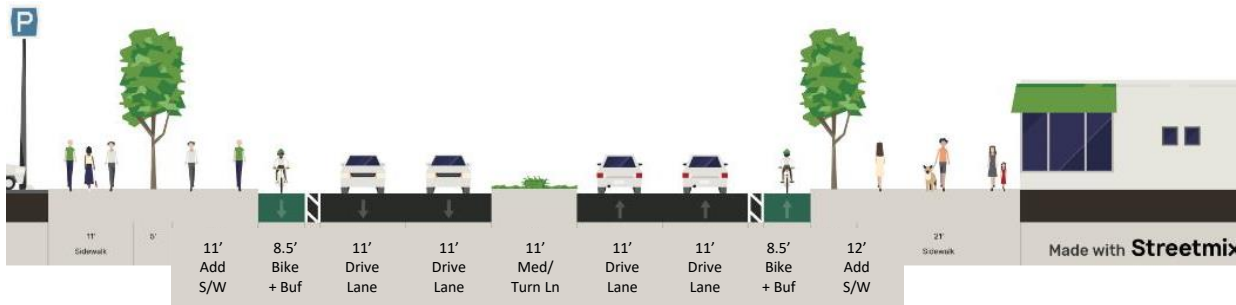 P
11'
Sidewalk
5'
11’
Add
S/W
8.5’
Bike
+ Buf
11’
Drive
Lane
11’
Drive
Lane
11’
Med/
Turn Ln
11’
Drive
Lane
11’
Drive
Lane
8.5’
Bike
+ Buf
12’
Add
S/W
21'
Sidewalk
Made with Streetmix